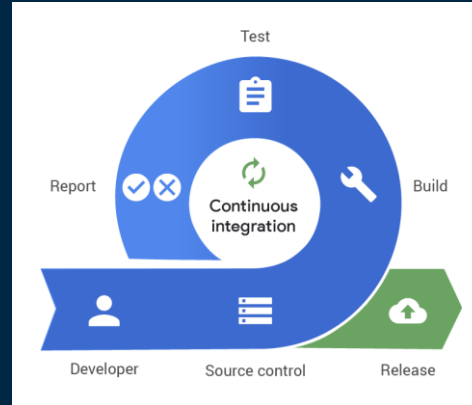 Test
Report
Build
Continuous
integration
Developer
Source control
Release